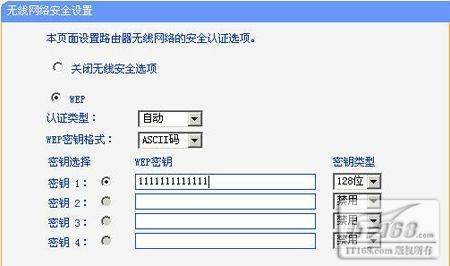 无线网络安全设置
本页面设置路由器无线网络的安全认证选项。
关闭无线安全选项
WEP
认证类型： 自动
WEP密钥格式： ASCII码
密钥选择 WEP密钥 密钥类型
密钥 1： 1111111111111 128位
密钥 2： 禁用
密钥 3： 禁用
密钥 4： 禁用
it168.com
IT168.com 版权所有